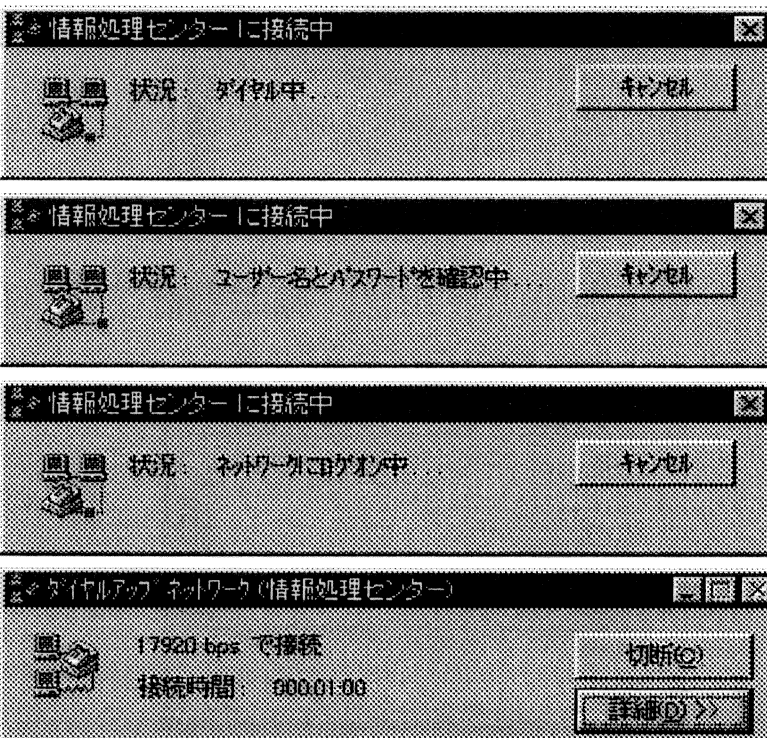 情報処理センター に接続中
状況: ダイヤル中...
キャンセル
情報処理センター に接続中
状況: ユーザー名とパスワードを確認中...
キャンセル
情報処理センター に接続中
状況: ネットワークにログオン中...
キャンセル
ダイヤルアップ ネットワーク (情報処理センター)
17920 bps で接続
切断(C)
接続時間: 000:01:00
詳細(D) >>